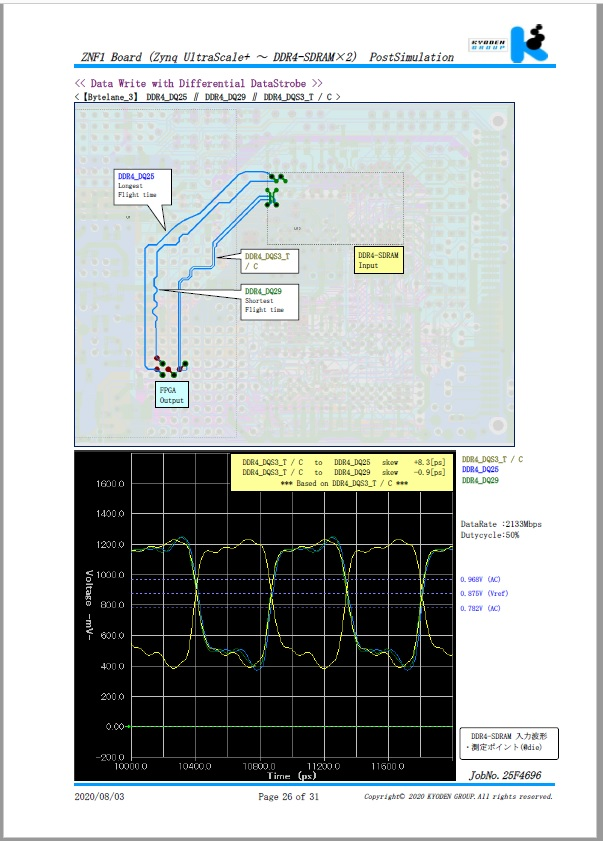 KYODEN
GROUP
ZNF1 Board (Zynq UltraScale+ ～ DDR4-SDRAM×2) PostSimulation
<< Data Write with Differential DataStrobe >>
<【Bytelane_3】 DDR4_DQ25 ∥ DDR4_DQ29 ∥ DDR4_DQS3_T / C >
DDR4_DQ25
Longest
Flight time
DDR4_DQS3_T
/ C
DDR4-SDRAM
Input
DDR4_DQ29
Shortest
Flight time
FPGA
Output
DDR4_DQS3_T / C to DDR4_DQ25 skew +8.3[ps]
DDR4_DQS3_T / C to DDR4_DQ29 skew -0.9[ps]
*** Based on DDR4_DQS3_T / C ***
DDR4_DQS3_T / C
DDR4_DQ25
DDR4_DQ29
DataRate :2133Mbps
Dutycycle:50%
1600.0
1400.0
1200.0
1000.0
800.0
600.0
400.0
200.0
0.00
-200.0
Voltage -mV-
0.968V (AC)
0.875V (Vref)
0.782V (AC)
10000.0 10400.0 10800.0 11200.0 11600.0
Time (ps)
DDR4-SDRAM 入力波形
・測定ポイント(@die)
JobNo. 25F4696
2020/08/03 Page 26 of 31 Copyright© 2020 KYODEN GROUP. All rights reserved.